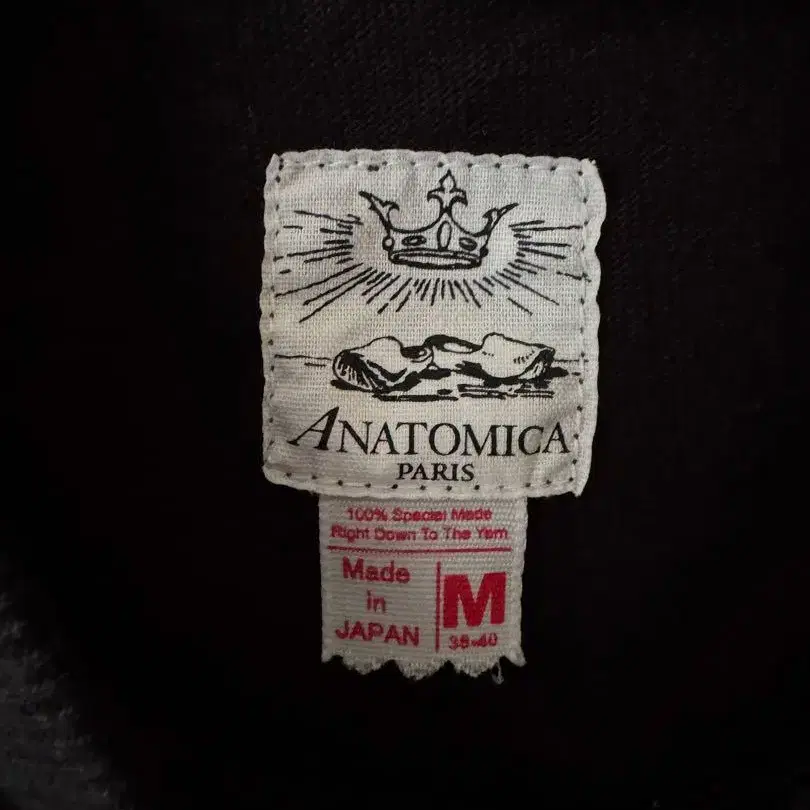 ANATOMICA
PARIS
100% Special Made
Right Down To The Yarn
Made
in
JAPAN
M
38-40